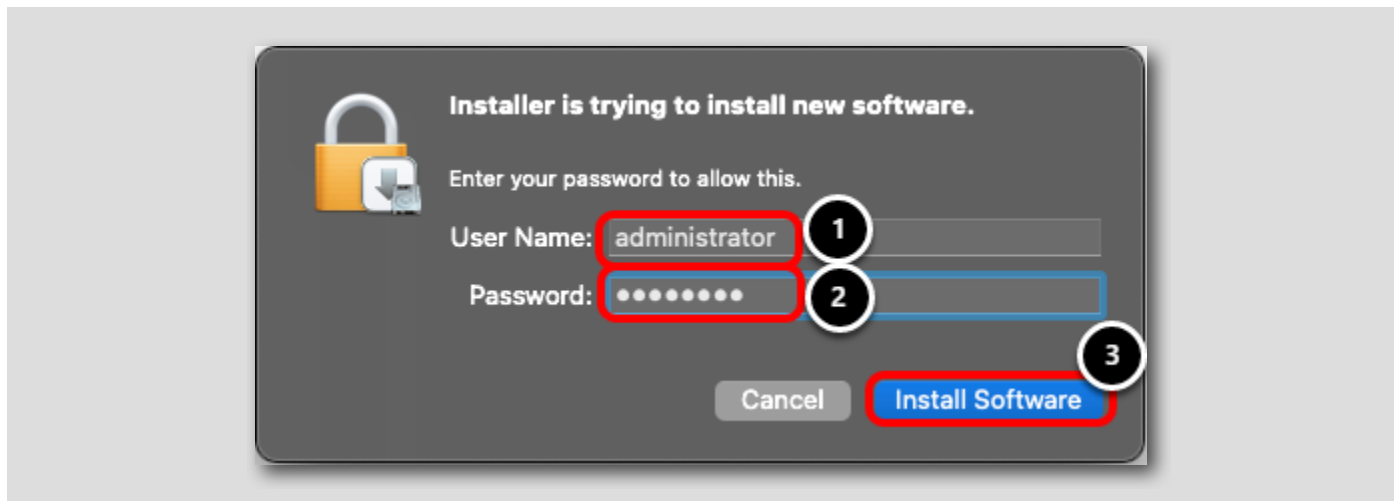 Installer is trying to install new software.
Enter your password to allow this.
User Name: administrator 1
Password: •••••••• 2
3
Cancel Install Software